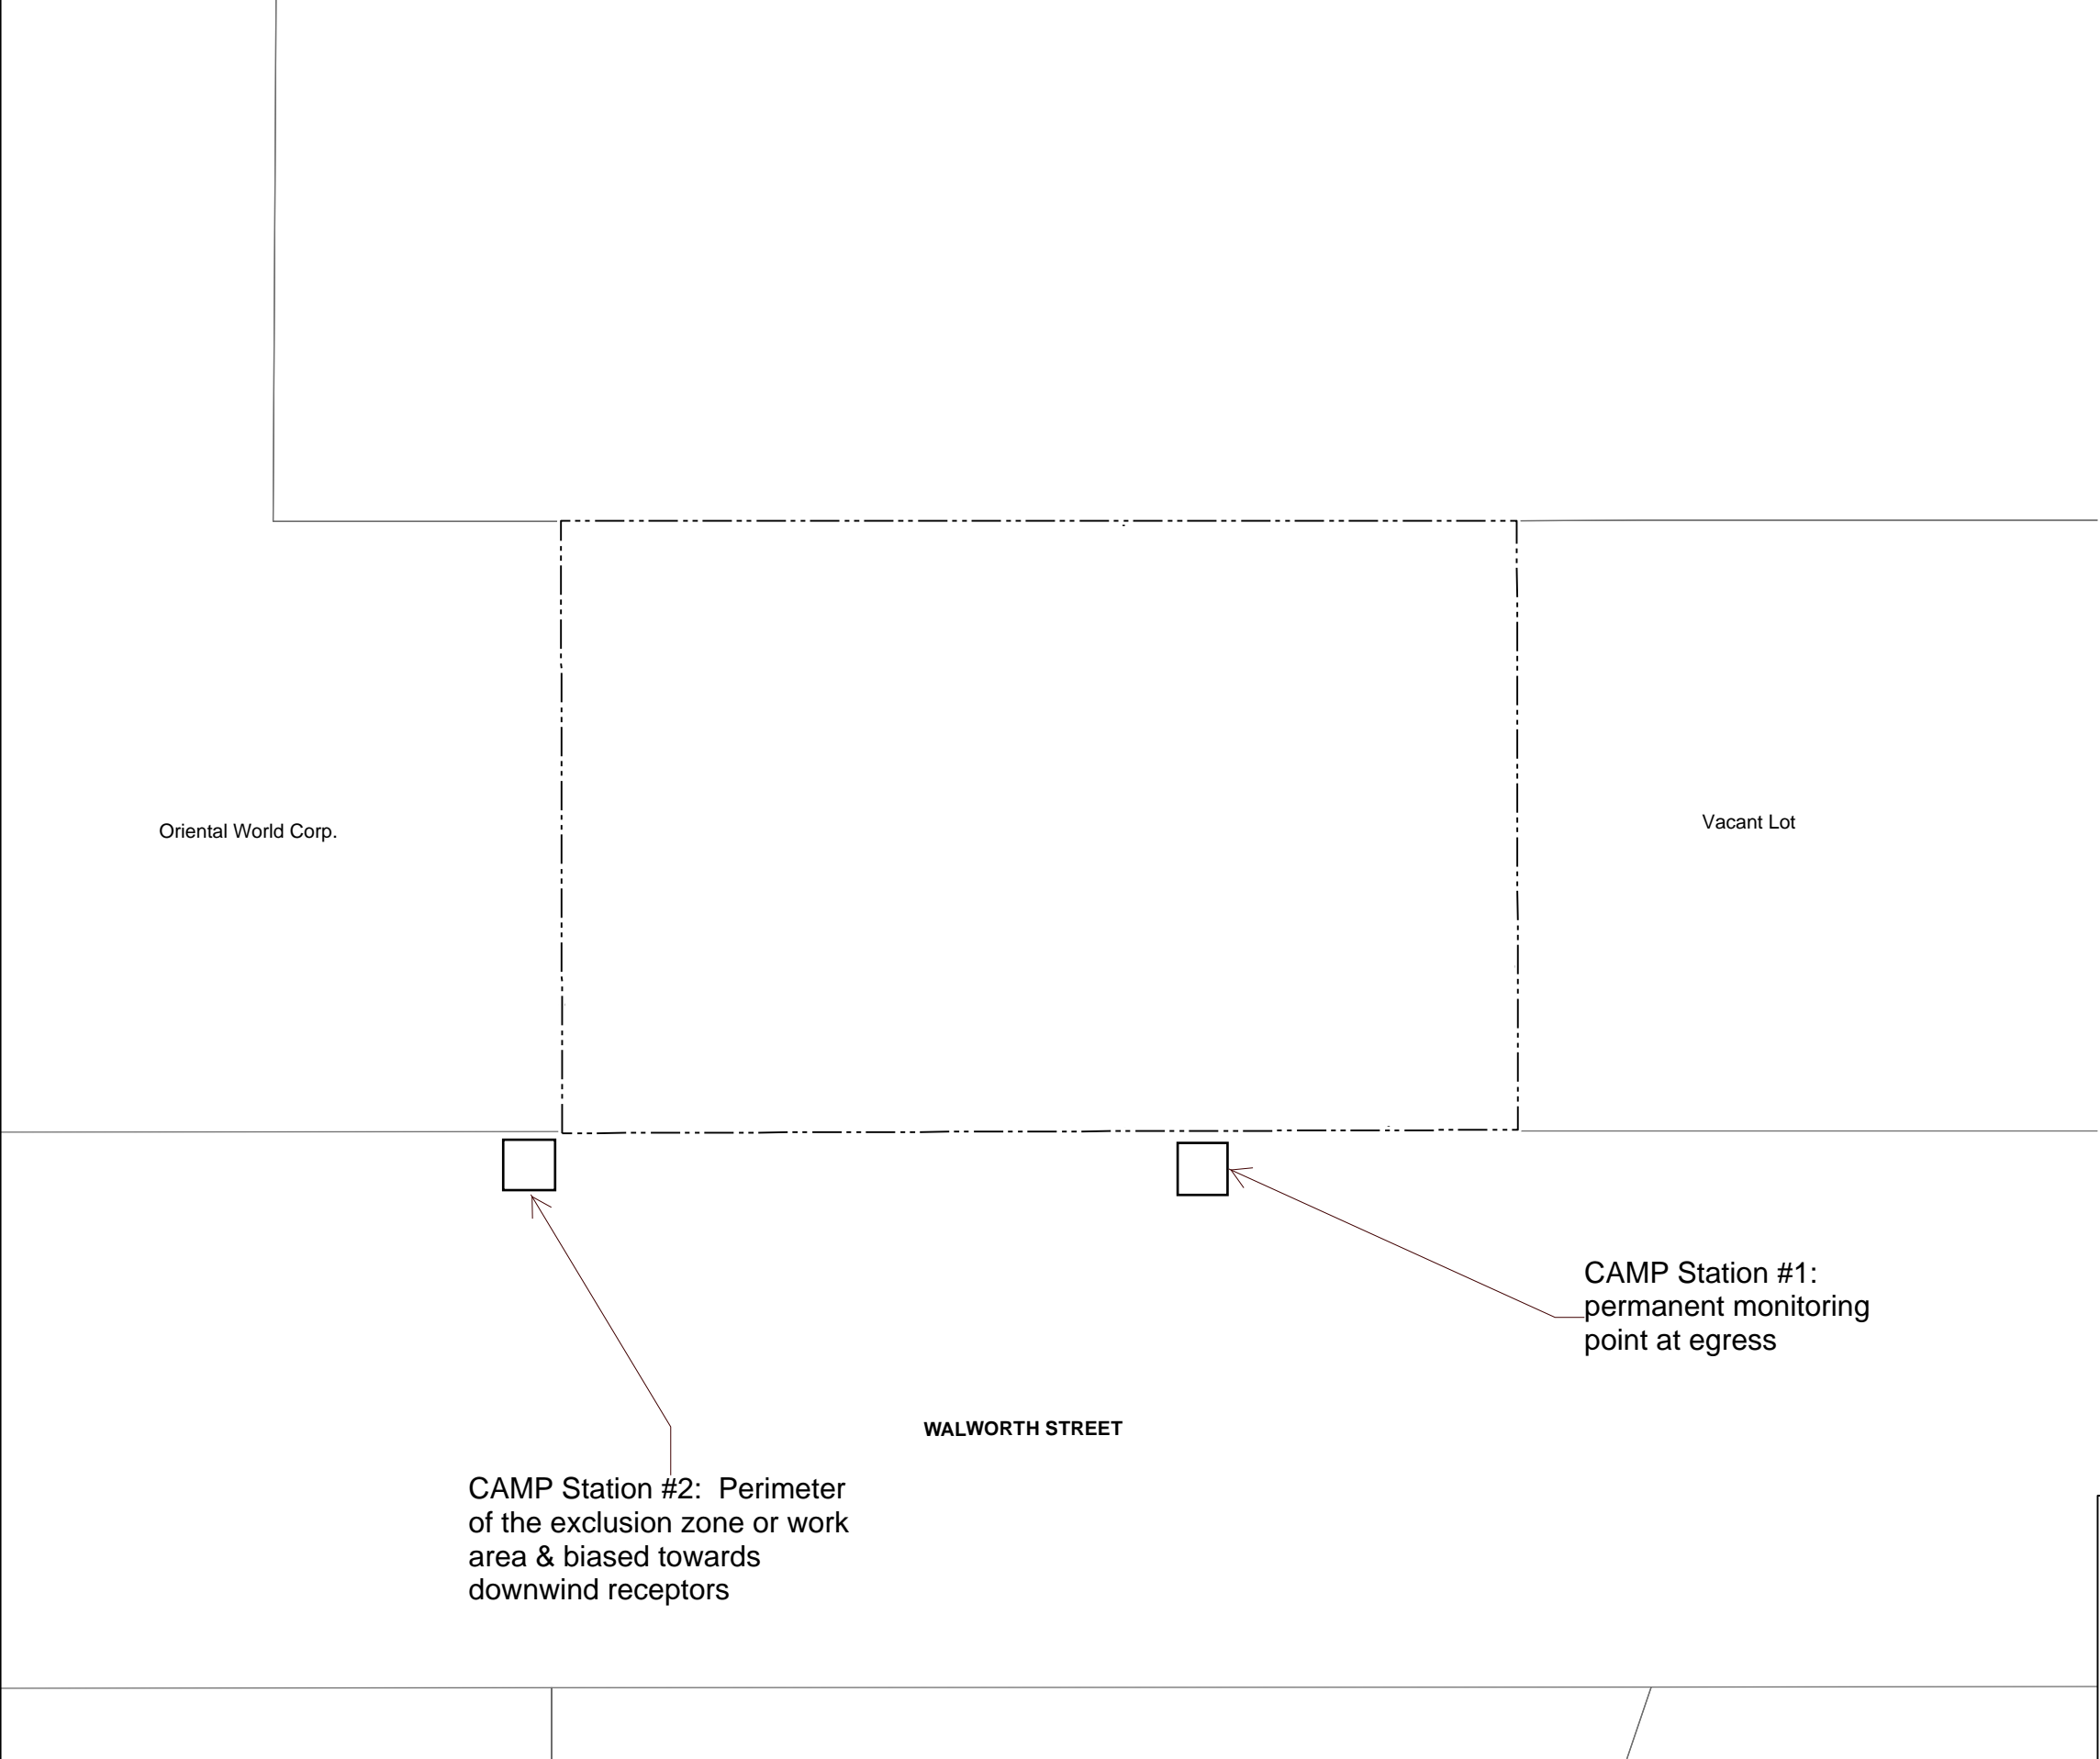 Oriental World Corp.
Vacant Lot
CAMP Station #1:
permanent monitoring
point at egress
WALWORTH STREET
CAMP Station #2:  Perimeter
of the exclusion zone or work
area & biased towards
downwind receptors